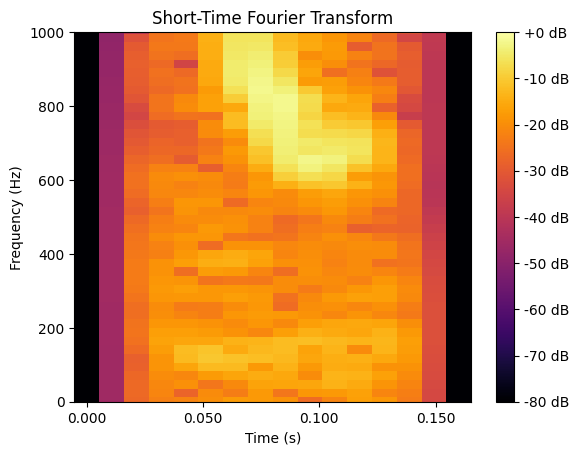 Short-Time Fourier Transform
1000
800
600
400
200
0
Frequency (Hz)
0.000
0.050
0.100
0.150
Time (s)
+0 dB
-10 dB
-20 dB
-30 dB
-40 dB
-50 dB
-60 dB
-70 dB
-80 dB